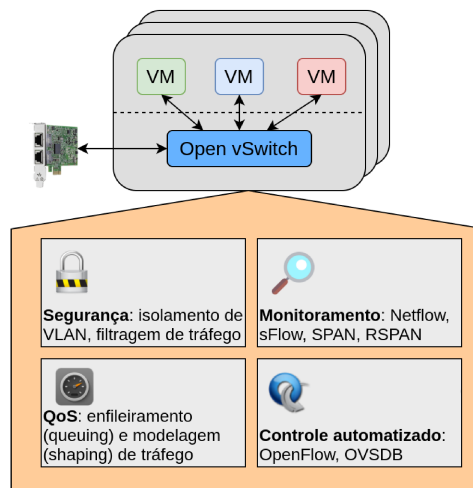 VM
VM
VM
Open vSwitch
Segurança: isolamento de
VLAN, filtragem de tráfego
Monitoramento: Netflow,
sFlow, SPAN, RSPAN
QoS: enfileiramento
(queuing) e modelagem
(shaping) de tráfego
Controle automatizado:
OpenFlow, OVSDB